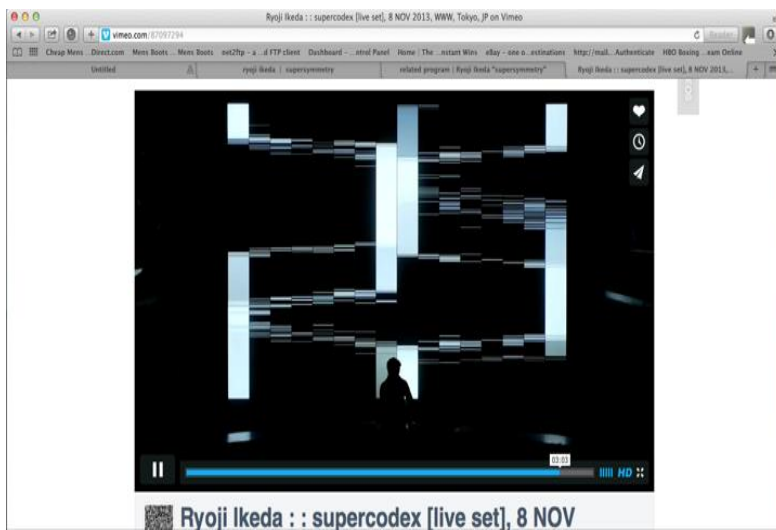 Ryoji Ikeda : : supercodex [live set], 8 NOV 2013, WWW, Tokyo, JP on Vimeo
vimeo.com/87097294
Reader
Cheap Mens ...Direct.com Mens Boots ... Mens Boots net2ftp - a ...d FTP client Dashboard - ...ntrol Panel Home | The ...nstant Wins eBay - one o...estinations http://mail... Authenticate HBO Boxing ...eam Online
Untitled ryoji ikeda | supersymmetry related program | Ryoji Ikeda "supersymmetry" Ryoji Ikeda : : supercodex [live set], 8 NOV 2013,...
03:03
HD
Ryoji Ikeda : : supercodex [live set], 8 NOV